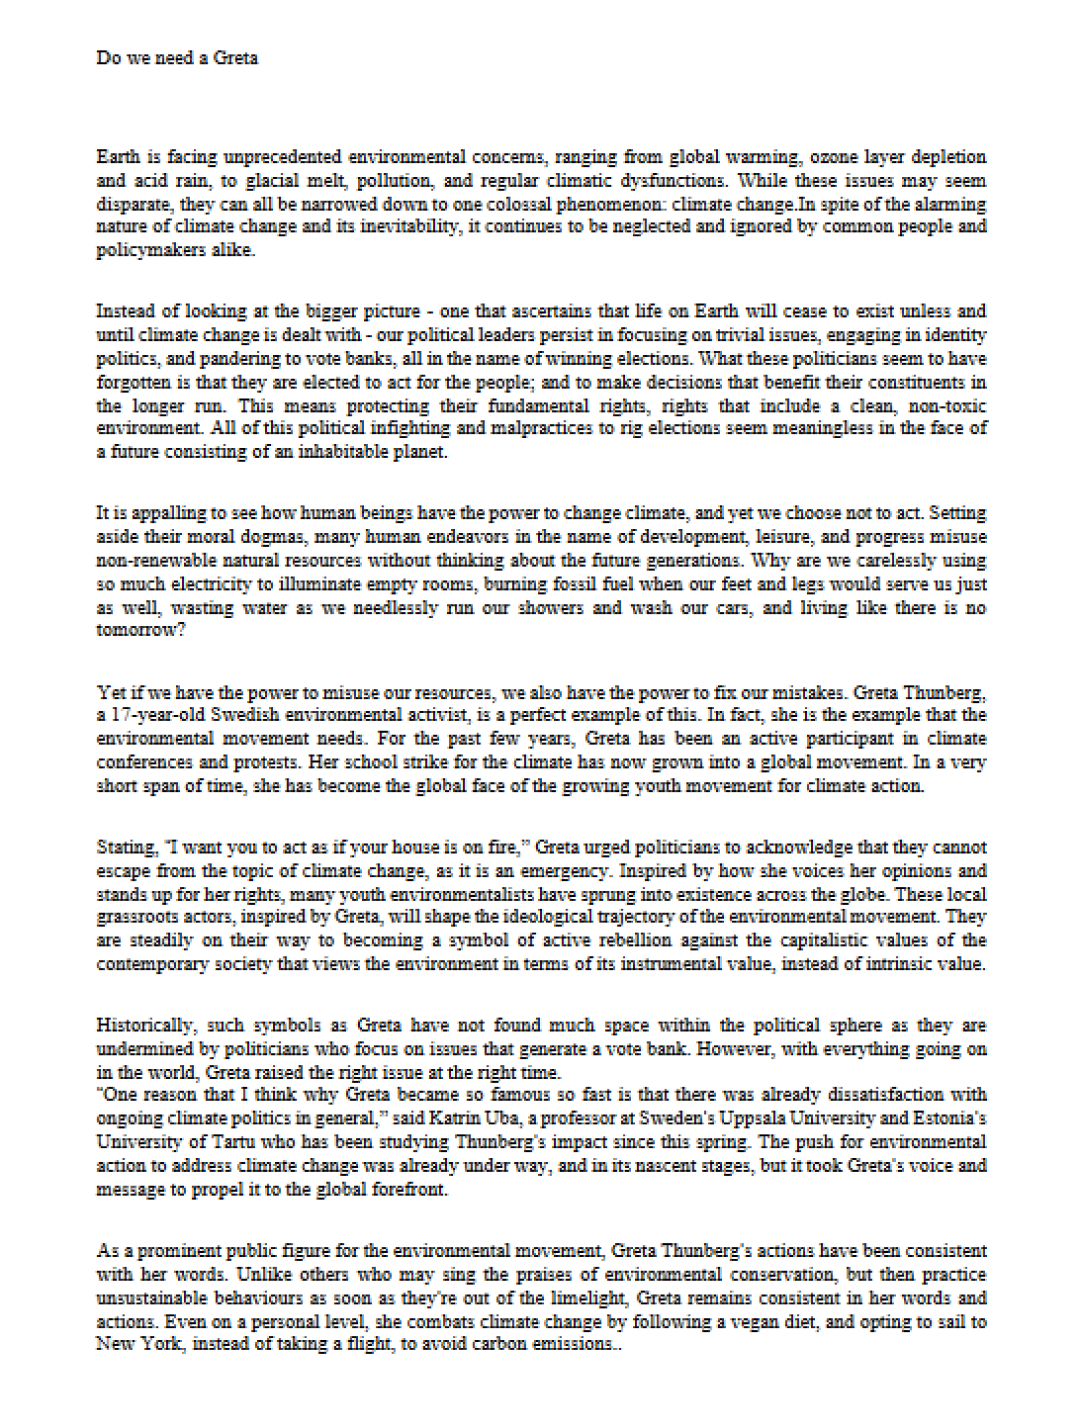 Do we need a Greta
Earth is facing unprecedented environmental concerns, ranging from global warming, ozone layer depletion
and acid rain, to glacial melt, pollution, and regular climatic dysfunctions. While these issues may seem
disparate, they can all be narrowed down to one colossal phenomenon: climate change.In spite of the alarming
nature of climate change and its inevitability, it continues to be neglected and ignored by common people and
policymakers alike.
Instead of looking at the bigger picture - one that ascertains that life on Earth will cease to exist unless and
until climate change is dealt with - our political leaders persist in focusing on trivial issues, engaging in identity
politics, and pandering to vote banks, all in the name of winning elections. What these politicians seem to have
forgotten is that they are elected to act for the people; and to make decisions that benefit their constituents in
the longer run. This means protecting their fundamental rights, rights that include a clean, non-toxic
environment. All of this political infighting and malpractices to rig elections seem meaningless in the face of
a future consisting of an inhabitable planet.
It is appalling to see how human beings have the power to change climate, and yet we choose not to act. Setting
aside their moral dogmas, many human endeavors in the name of development, leisure, and progress misuse
non-renewable natural resources without thinking about the future generations. Why are we carelessly using
so much electricity to illuminate empty rooms, burning fossil fuel when our feet and legs would serve us just
as well, wasting water as we needlessly run our showers and wash our cars, and living like there is no
tomorrow?
Yet if we have the power to misuse our resources, we also have the power to fix our mistakes. Greta Thunberg,
a 17-year-old Swedish environmental activist, is a perfect example of this. In fact, she is the example that the
environmental movement needs. For the past few years, Greta has been an active participant in climate
conferences and protests. Her school strike for the climate has now grown into a global movement. In a very
short span of time, she has become the global face of the growing youth movement for climate action.
Stating, "I want you to act as if your house is on fire,” Greta urged politicians to acknowledge that they cannot
escape from the topic of climate change, as it is an emergency. Inspired by how she voices her opinions and
stands up for her rights, many youth environmentalists have sprung into existence across the globe. These local
grassroots actors, inspired by Greta, will shape the ideological trajectory of the environmental movement. They
are steadily on their way to becoming a symbol of active rebellion against the capitalistic values of the
contemporary society that views the environment in terms of its instrumental value, instead of intrinsic value.
Historically, such symbols as Greta have not found much space within the political sphere as they are
undermined by politicians who focus on issues that generate a vote bank. However, with everything going on
in the world, Greta raised the right issue at the right time.
"One reason that I think why Greta became so famous so fast is that there was already dissatisfaction with
ongoing climate politics in general,” said Katrin Uba, a professor at Sweden's Uppsala University and Estonia's
University of Tartu who has been studying Thunberg's impact since this spring. The push for environmental
action to address climate change was already under way, and in its nascent stages, but it took Greta's voice and
message to propel it to the global forefront.
As a prominent public figure for the environmental movement, Greta Thunberg's actions have been consistent
with her words. Unlike others who may sing the praises of environmental conservation, but then practice
unsustainable behaviours as soon as they're out of the limelight, Greta remains consistent in her words and
actions. Even on a personal level, she combats climate change by following a vegan diet, and opting to sail to
New York, instead of taking a flight, to avoid carbon emissions..